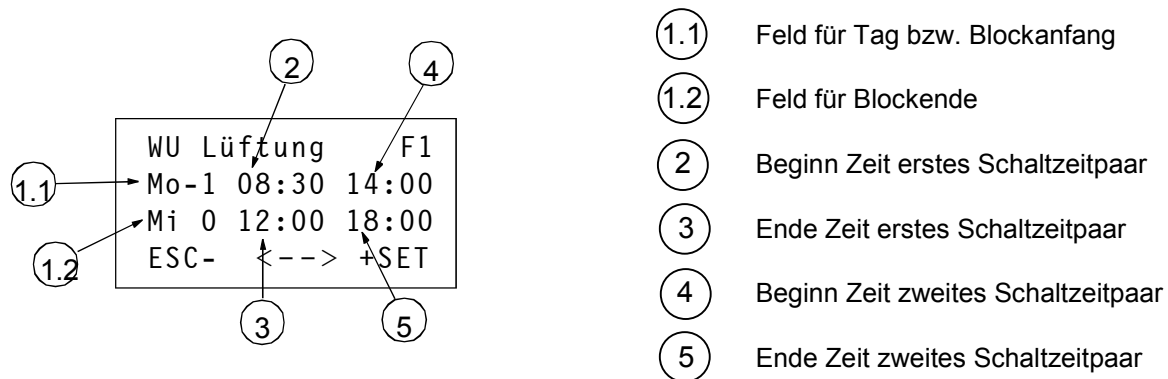 2
4
WU Lüftung F1
1.1 Mo-1 08:30 14:00
Mi 0 12:00 18:00
1.2 ESC- <--> +SET
3
5
1.1 Feld für Tag bzw. Blockanfang
1.2 Feld für Blockende
2 Beginn Zeit erstes Schaltzeitpaar
3 Ende Zeit erstes Schaltzeitpaar
4 Beginn Zeit zweites Schaltzeitpaar
5 Ende Zeit zweites Schaltzeitpaar